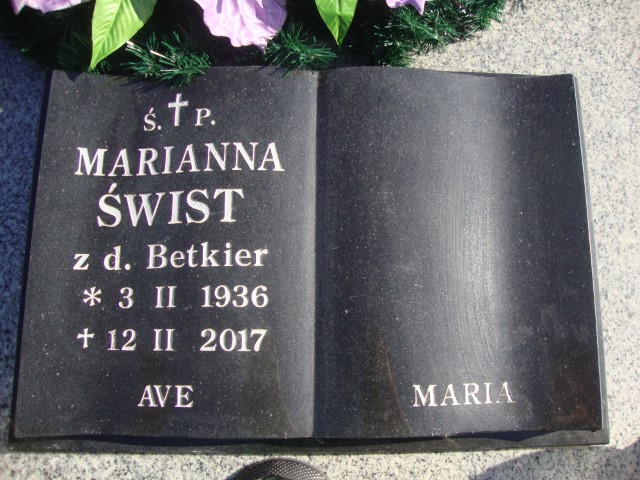 Ś. † P.
MARIANNA
ŚWIST
z d. Betkier
* 3 II 1936
† 12 II 2017
AVE MARIA